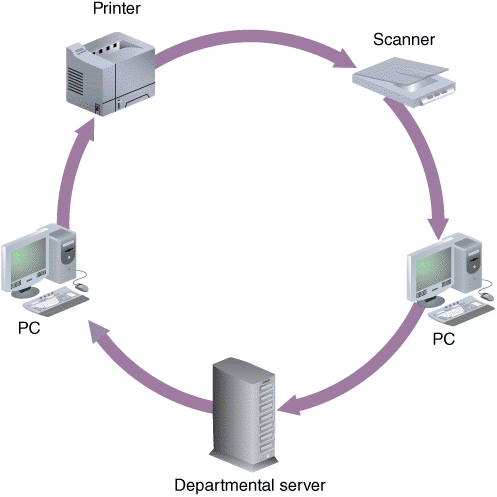 Printer
Scanner
PC
PC
Departmental server